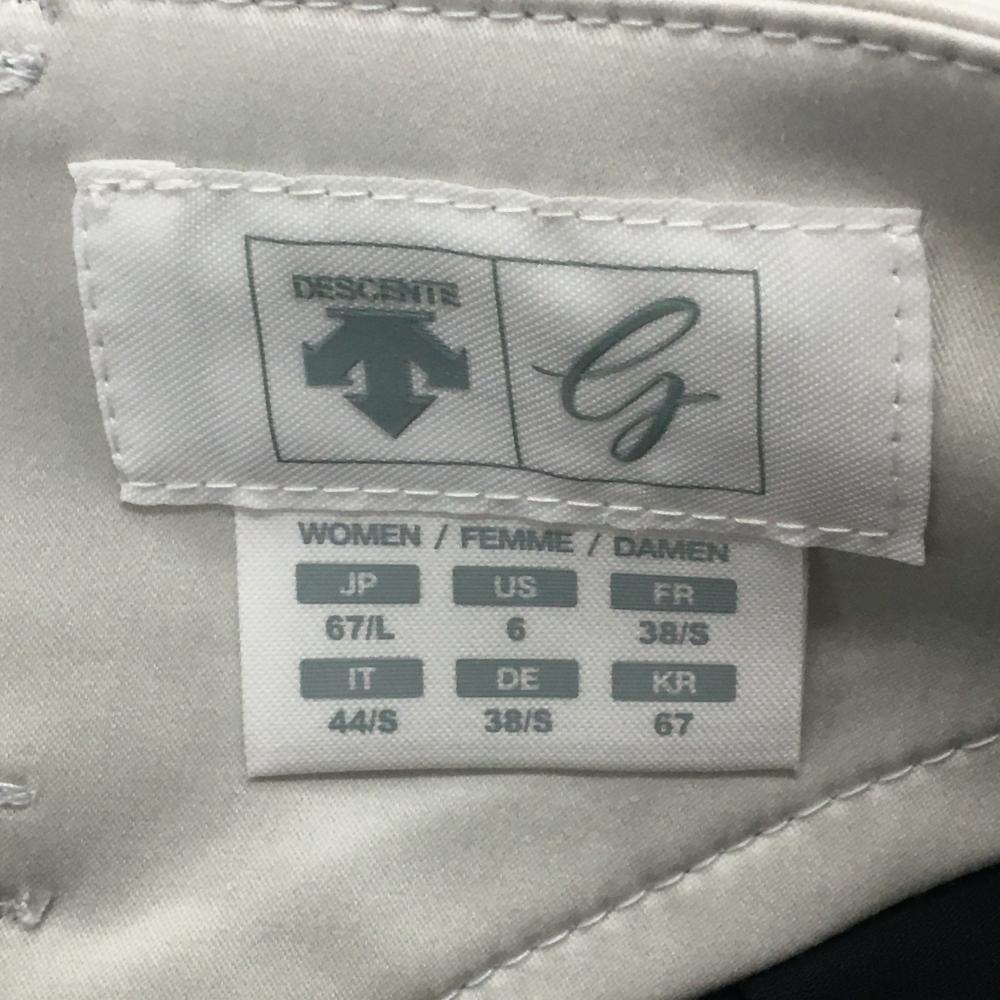 DESCENTE
G
WOMEN / FEMME / DAMEN
JP US FR
67/L 6 38/S
IT DE KR
44/S 38/S 67